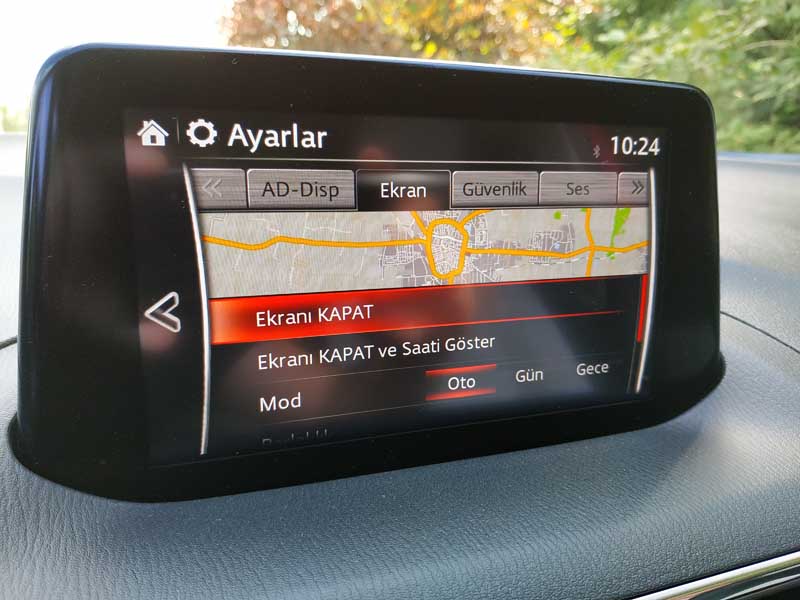 Ayarlar
10:24
AD-Disp Ekran Güvenlik Ses
Ekranı KAPAT
Ekranı KAPAT ve Saati Göster
Mod Oto Gün Gece